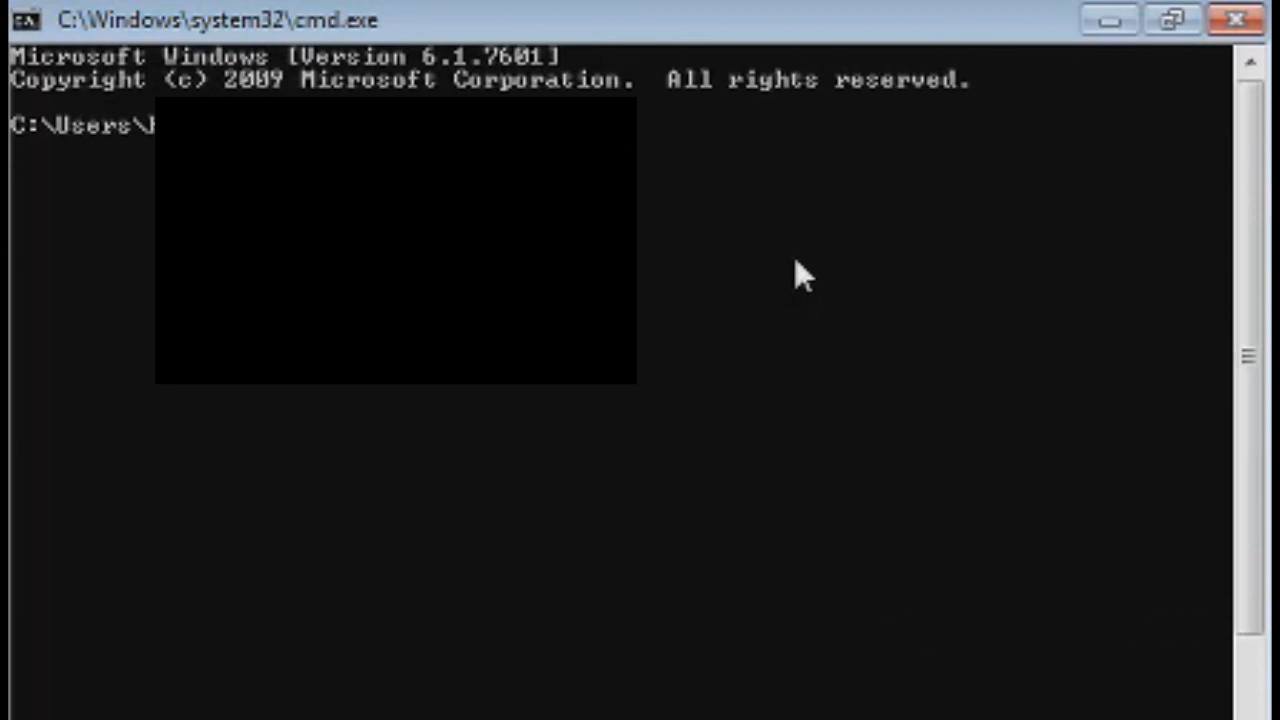 C:\Windows\system32\cmd.exe
Microsoft Windows [Version 6.1.7601]
Copyright (c) 2009 Microsoft Corporation.  All rights reserved.
C:\Users\